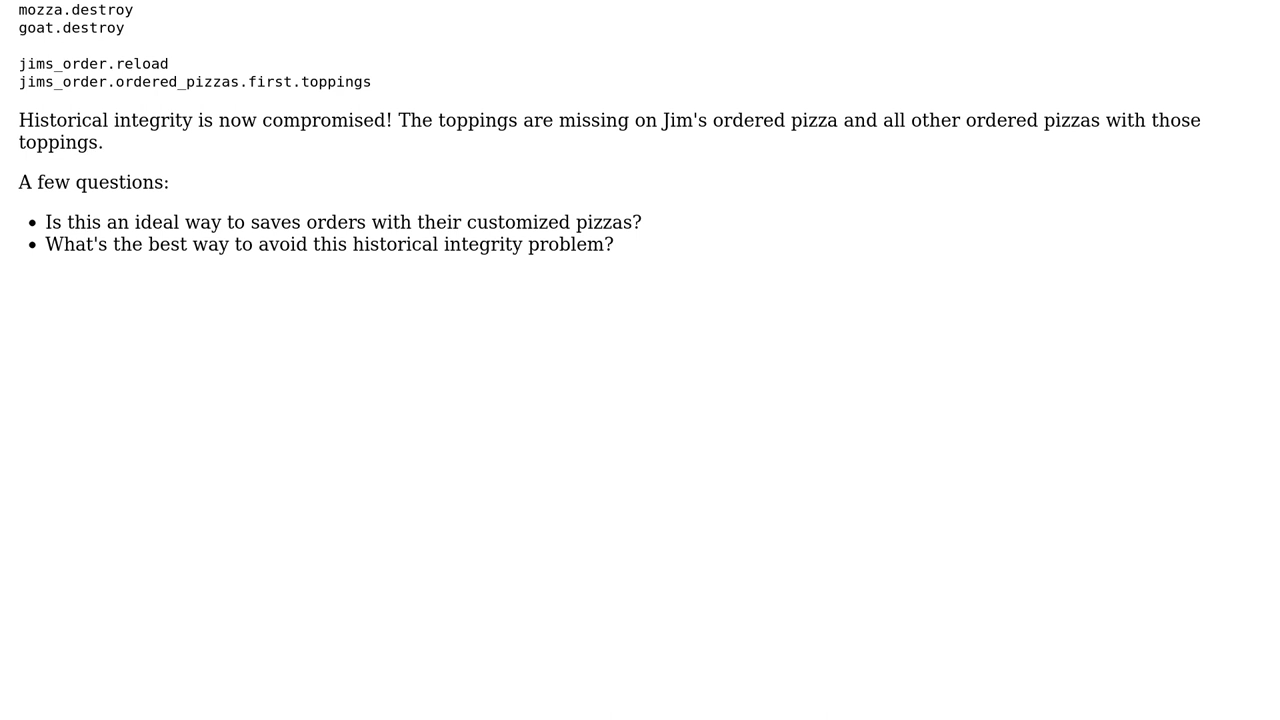 mozza.destroy
goat.destroy
jims_order.reload
jims_order.ordered_pizzas.first.toppings
Historical integrity is now compromised! The toppings are missing on Jim's ordered pizza and all other ordered pizzas with those
toppings.
A few questions:
• Is this an ideal way to saves orders with their customized pizzas?
• What's the best way to avoid this historical integrity problem?